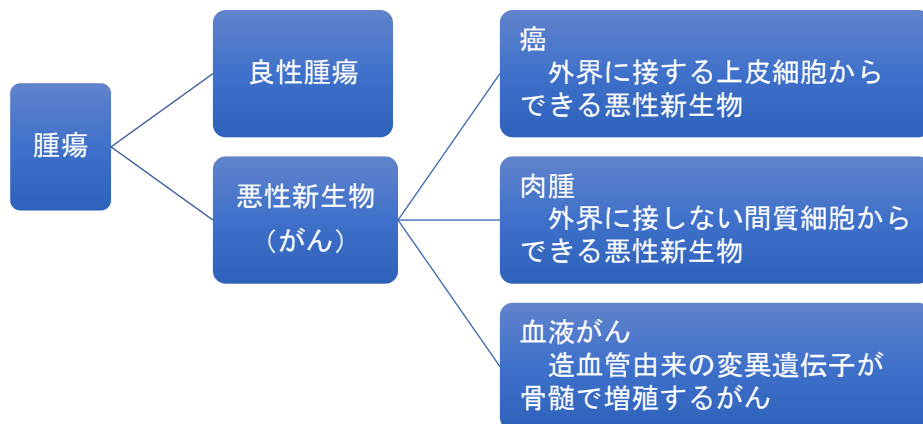 腫瘍
良性腫瘍
悪性新生物
（がん）
癌
外界に接する上皮細胞から
できる悪性新生物
肉腫
外界に接しない間質細胞から
できる悪性新生物
血液がん
造血管由来の変異遺伝子が
骨髄で増殖するがん